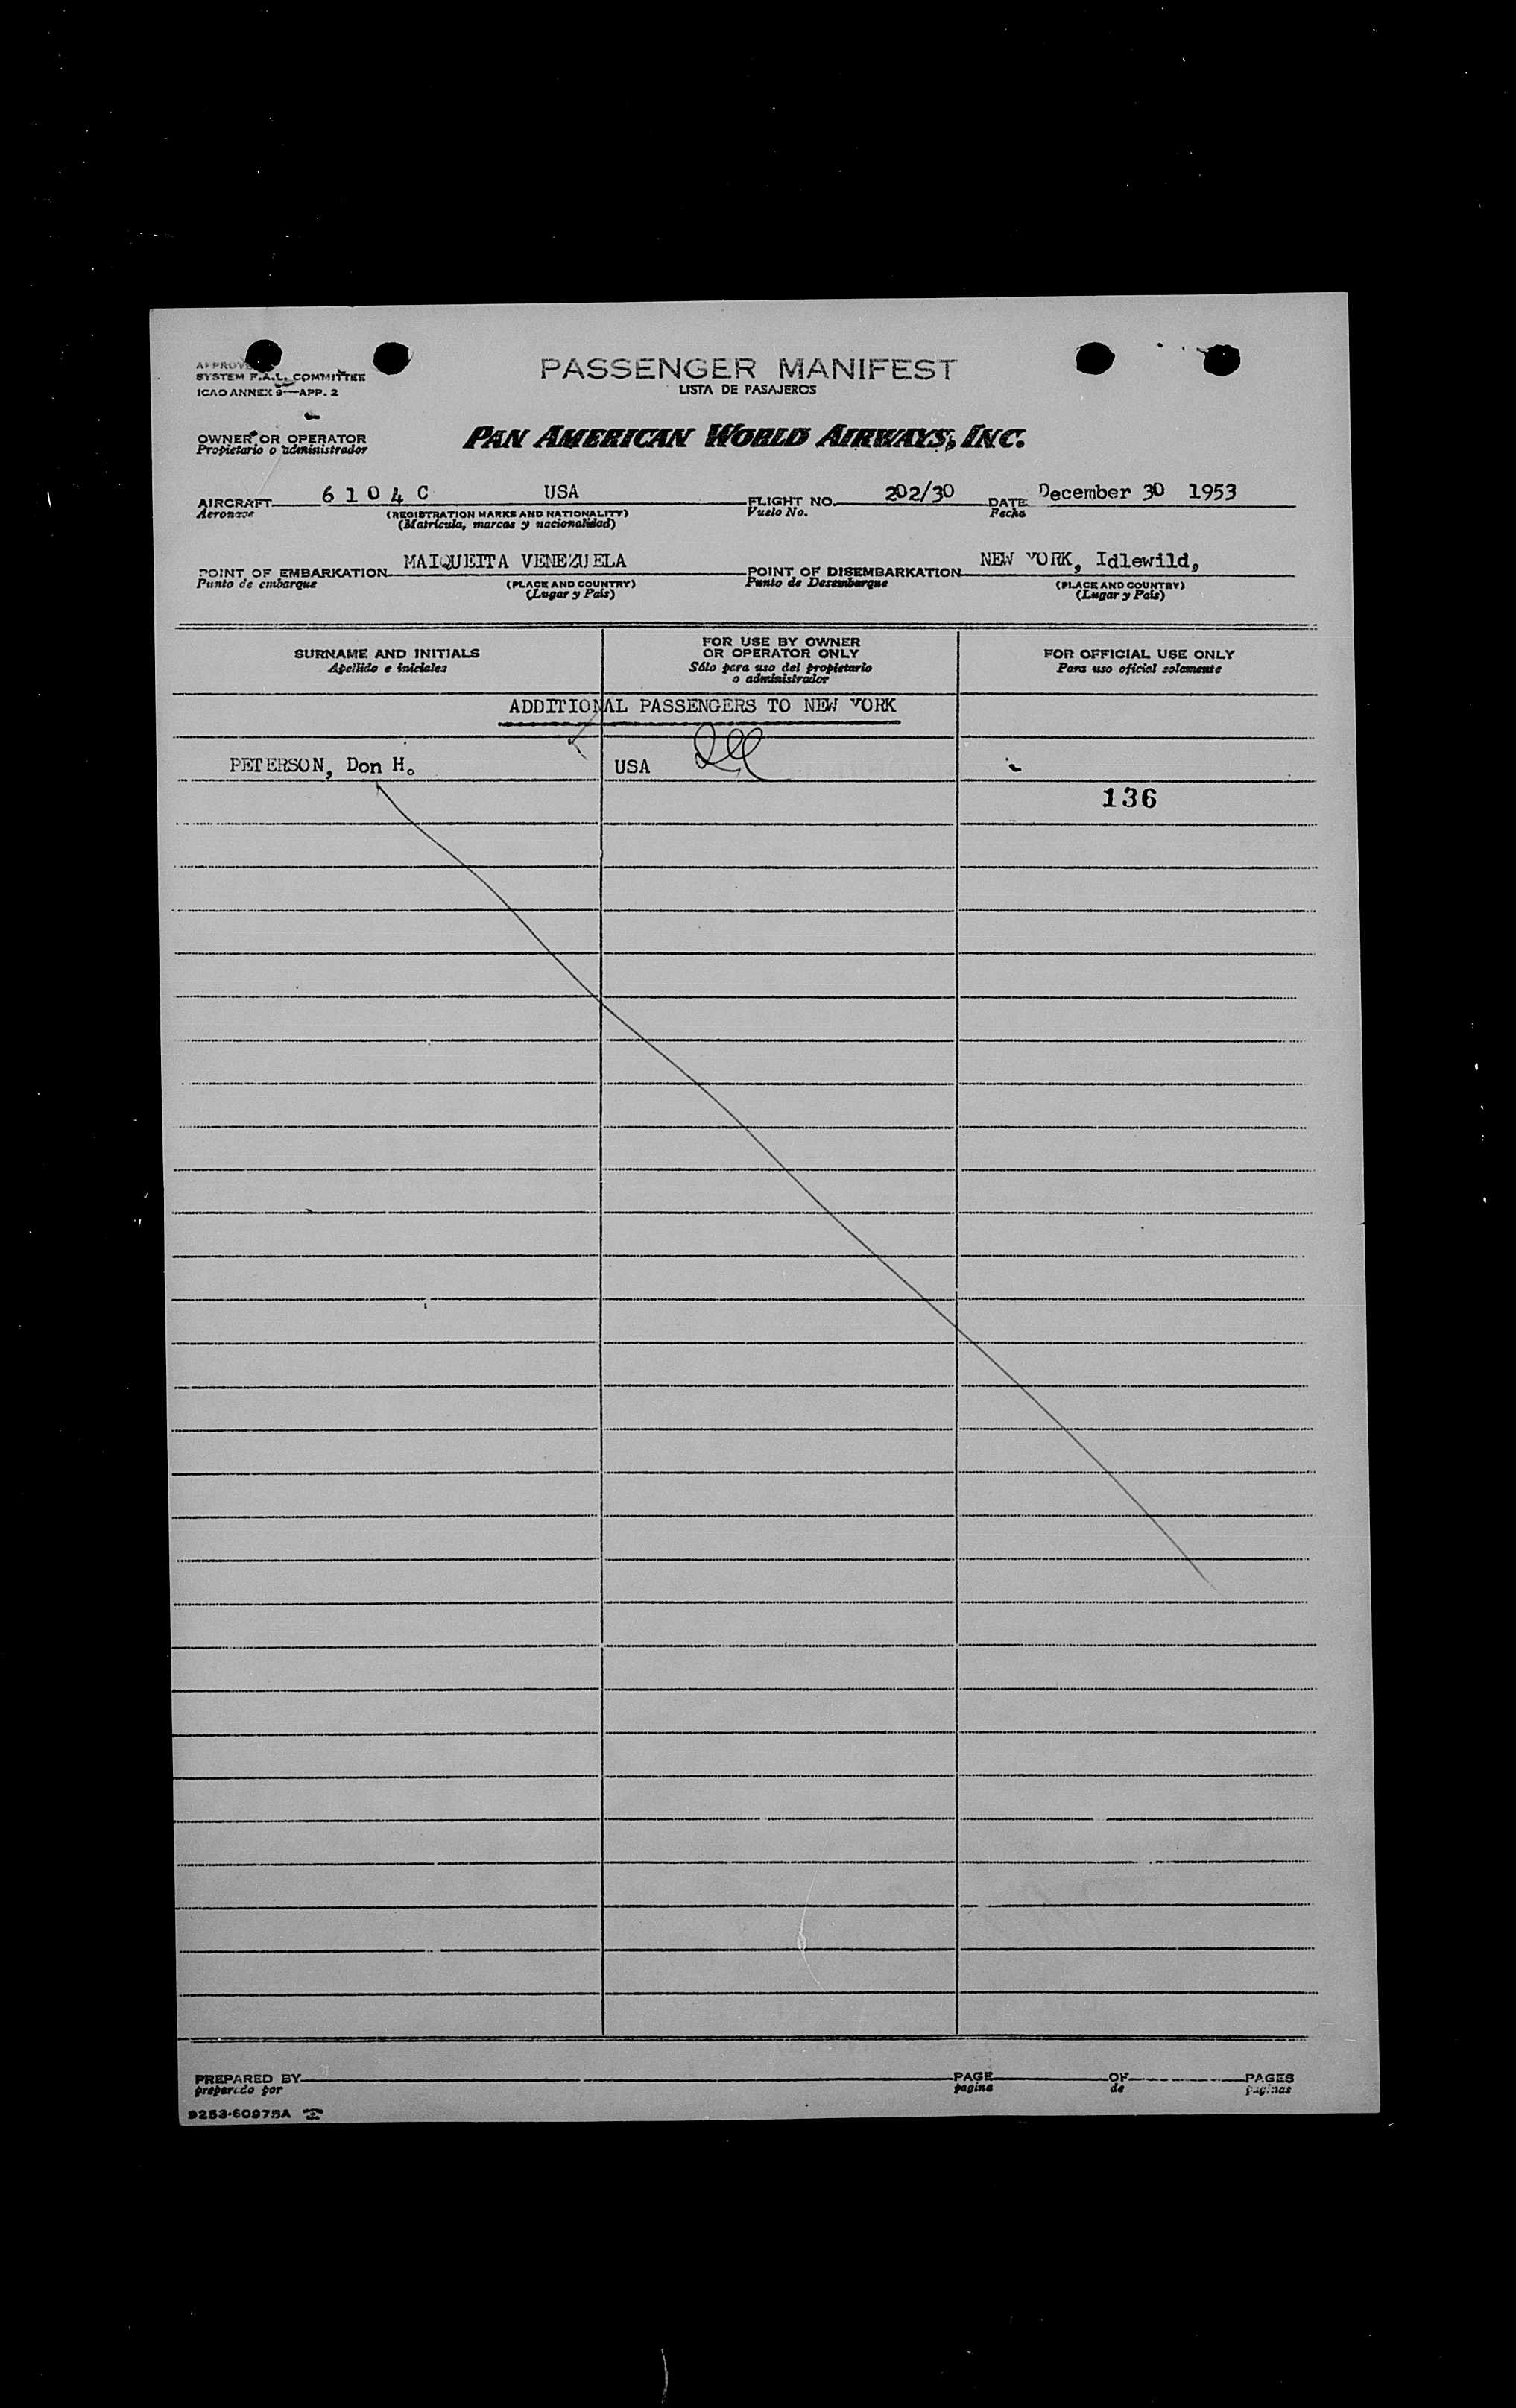 PASSENGER MANIFEST
LISTA DE PASAJEROS
SYSTEM F.A.L. COMMITTEE
ICAO ANNEX 9—APP. 2
OWNER OR OPERATOR
Propietario o administrador
PAN AMERICAN WORLD AIRWAYS, INC.
AIRCRAFT 6 1 0 4 C USA FLIGHT NO. 202/30 DATE December 30 1953
Aeronave (REGISTRATION MARKS AND NATIONALITY) Vuelo No. Fecha
(Matrícula, marcas y nacionalidad)
POINT OF EMBARKATION MAIQUEITA VENEZUELA POINT OF DISEMBARKATION NEW YORK, Idlewild,
Punto de embarque (PLACE AND COUNTRY) Punto de Desembarque (PLACE AND COUNTRY)
(Lugar y País) (Lugar y País)
SURNAME AND INITIALS
Apellido e iniciales
FOR USE BY OWNER
OR OPERATOR ONLY
Sólo para uso del propietario
o administrador
FOR OFFICIAL USE ONLY
Para uso oficial solamente
ADDITIONAL PASSENGERS TO NEW YORK
PETERSON, Don H. USA
136
PREPARED BY PAGE OF PAGES
preparado por pagina de paginas
9253-60975A